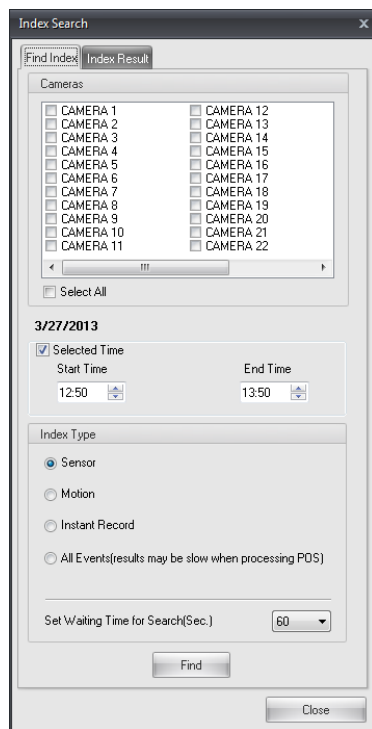 Index Search
Find Index Index Result
Cameras
CAMERA 1 CAMERA 12
CAMERA 2 CAMERA 13
CAMERA 3 CAMERA 14
CAMERA 4 CAMERA 15
CAMERA 5 CAMERA 16
CAMERA 6 CAMERA 17
CAMERA 7 CAMERA 18
CAMERA 8 CAMERA 19
CAMERA 9 CAMERA 20
CAMERA 10 CAMERA 21
CAMERA 11 CAMERA 22
Select All
3/27/2013
Selected Time
Start Time End Time
12:50 13:50
Index Type
Sensor
Motion
Instant Record
All Events(results may be slow when processing POS)
Set Waiting Time for Search(Sec.) 60
Find
Close